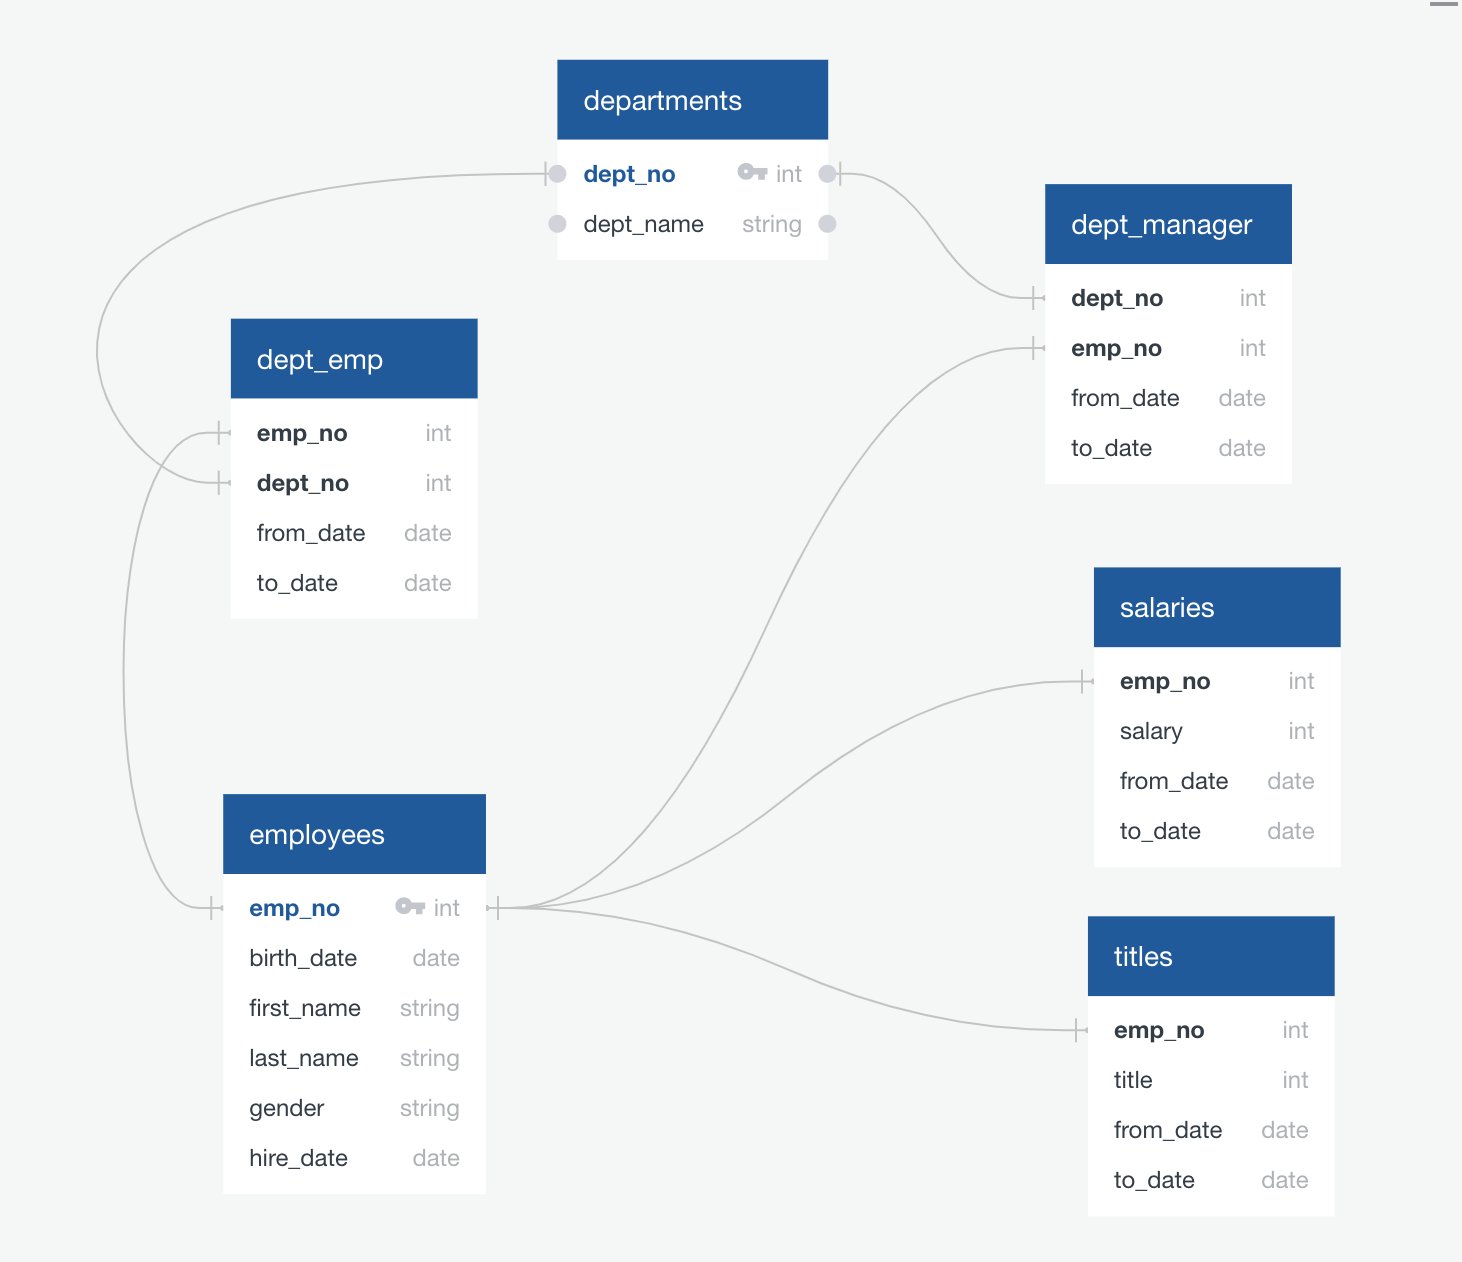 departments
dept_no int
dept_name string
dept_manager
dept_no int
emp_no int
from_date date
to_date date
dept_emp
emp_no int
dept_no int
from_date date
to_date date
salaries
emp_no int
salary int
from_date date
to_date date
employees
emp_no int
birth_date date
first_name string
last_name string
gender string
hire_date date
titles
emp_no int
title int
from_date date
to_date date